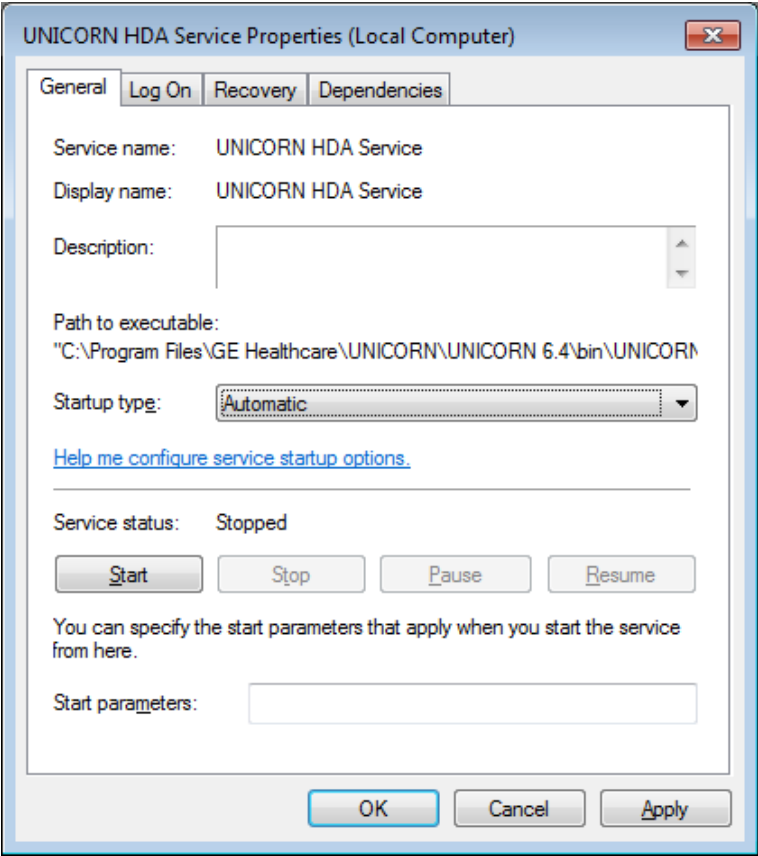 UNICORN HDA Service Properties (Local Computer)
General Log On Recovery Dependencies
Service name: UNICORN HDA Service
Display name: UNICORN HDA Service
Description:
Path to executable:
"C:\Program Files\GE Healthcare\UNICORN\UNICORN 6.4\bin\UNICORN
Startup type: Automatic
Help me configure service startup options.
Service status: Stopped
Start Stop Pause Resume
You can specify the start parameters that apply when you start the service
from here.
Start parameters:
OK Cancel Apply